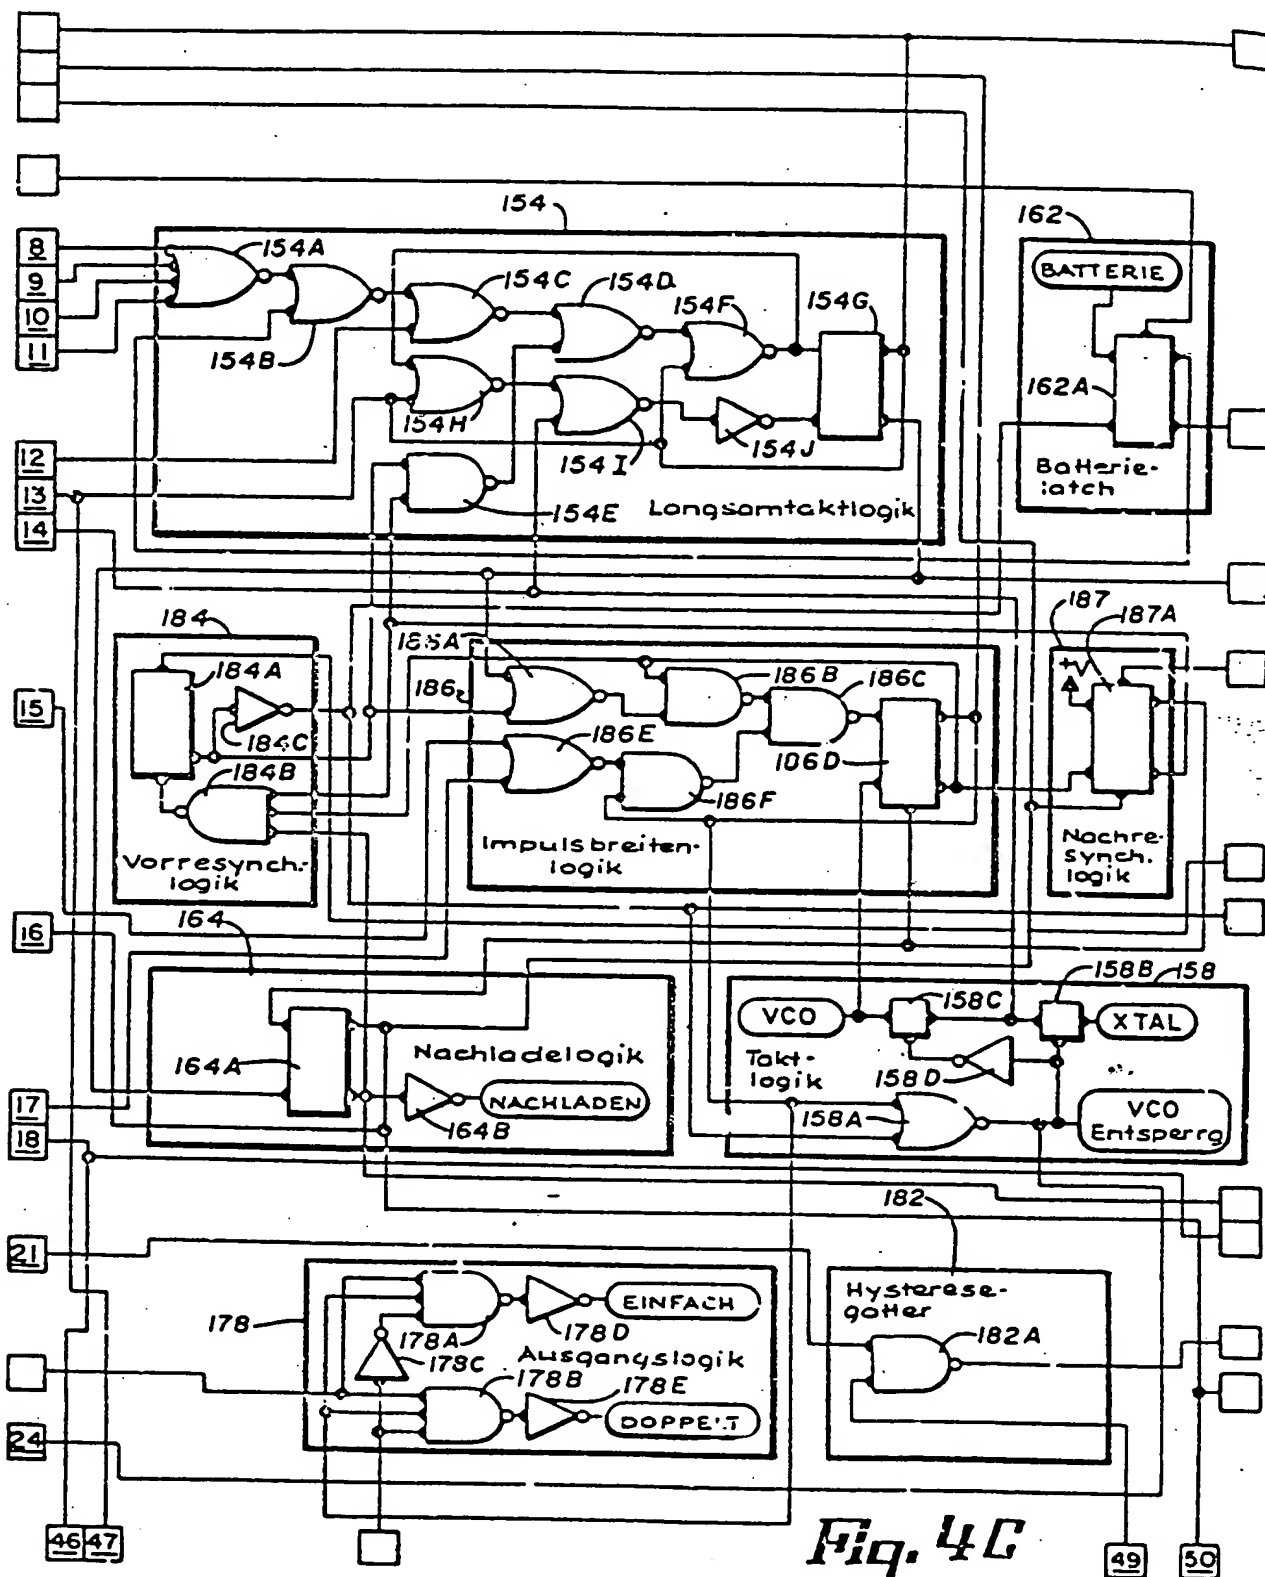 154
162
8
154A
BATTERIE
9
154C
154D
154F
154G
10
11
154B
162A
154H
154I
154J
12
13
154E
Langsamtaktlogik
Batterie-
latch
14
184
187
187A
186A
184A
186B
186C
186
15
184C
186E
184B
106D
186F
Vorresynch.
logik
Impulsbreiten-
logik
Nachre-
synch.
logik
16
164
158B
158
158C
VCO
XTAL
Nachladelogik
Takt-
logik
164A
158D
17
NACHLADEN
164B
158A
VCO
Entsperrg
18
182
21
Hysterese-
gatter
EINFACH
178
178A
178D
182A
178C
Ausgangslogik
178B
178E
DOPPELT
24
46
47
Fig. 4C
49
50